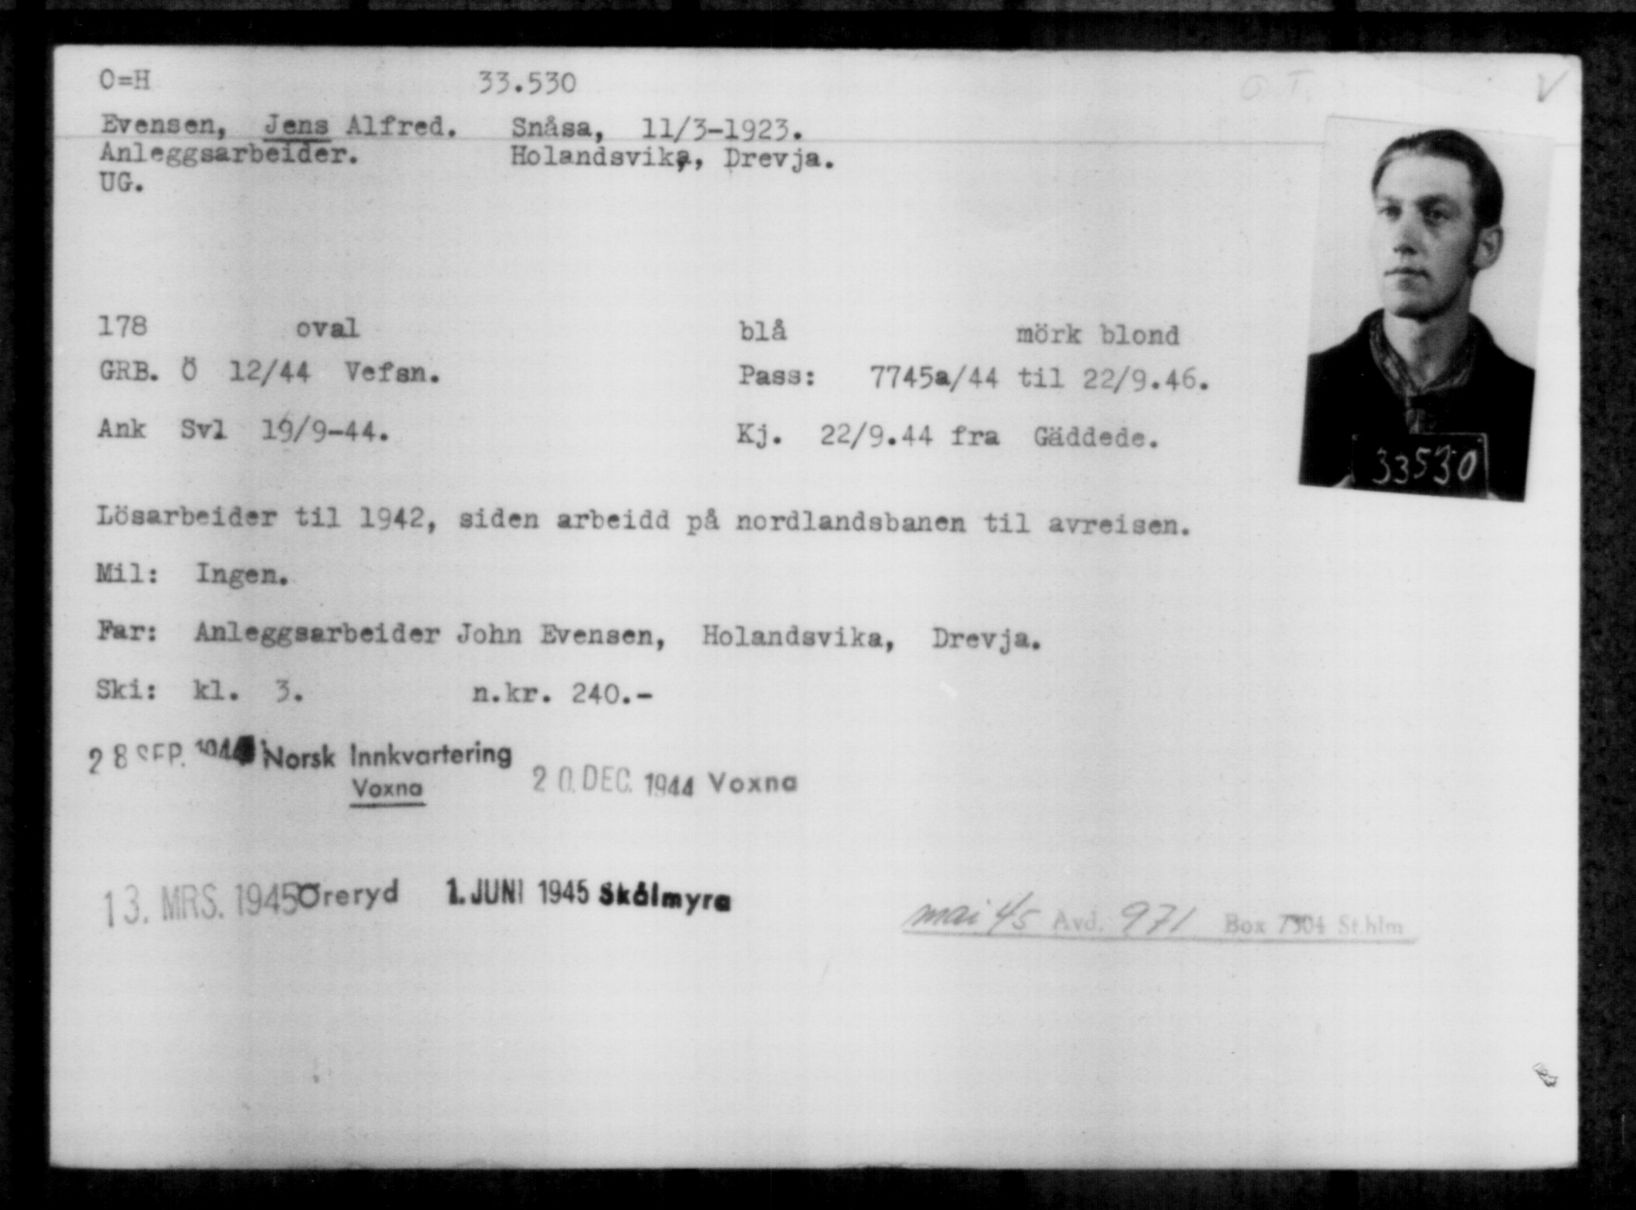 O=H 33.530 O.T. V
Evensen, Jens Alfred. Snåsa, 11/3-1923.
Anleggsarbeider. Holandsvika, Drevja.
UG.
178 oval blå mörk blond
GRB. Ö 12/44 Vefsn. Pass: 7745a/44 til 22/9.46.
Ank Svl 19/9-44. Kj. 22/9.44 fra Gäddede.
33530
Lösarbeider til 1942, siden arbeidd på nordlandsbanen til avreisen.
Mil: Ingen.
Far: Anleggsarbeider John Evensen, Holandsvika, Drevja.
Ski: kl. 3. n.kr. 240.-
28 SEP. 1944 Norsk Innkvartering
Voxna
20. DEC. 1944 Voxna
13. MRS. 1945 Öreryd 1. JUNI 1945 Skålmyra
mai 45 Avd. 971 Box 7304 St.hlm